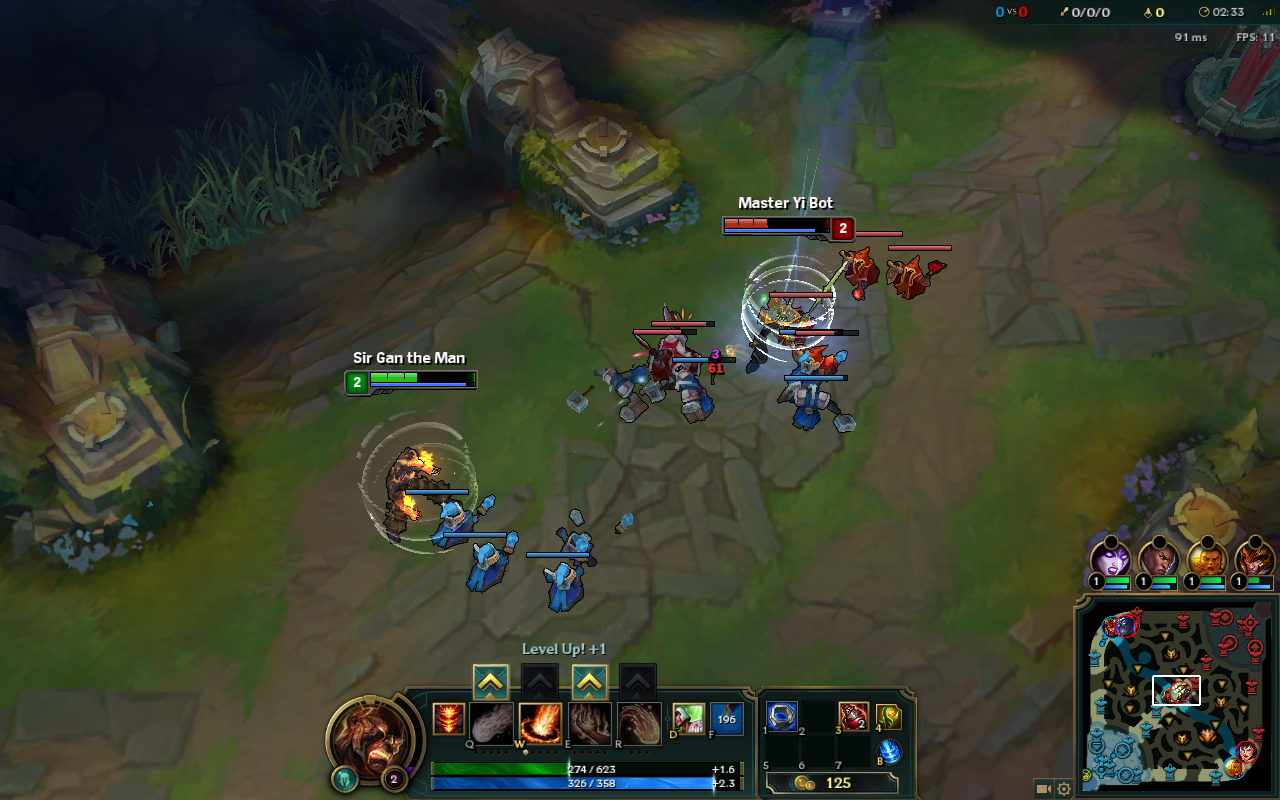 0 vs 0 0/0/0 0 02:33
91 ms FPS: 11
Master Yi Bot
2
Sir Gan the Man
2
3
61
1 1 1 1
Level Up! +1
Q W E R D F 196
1 2 3 2 4
5 6 7 B
2
274 / 623 +1.6
326 / 358 +2.3
125